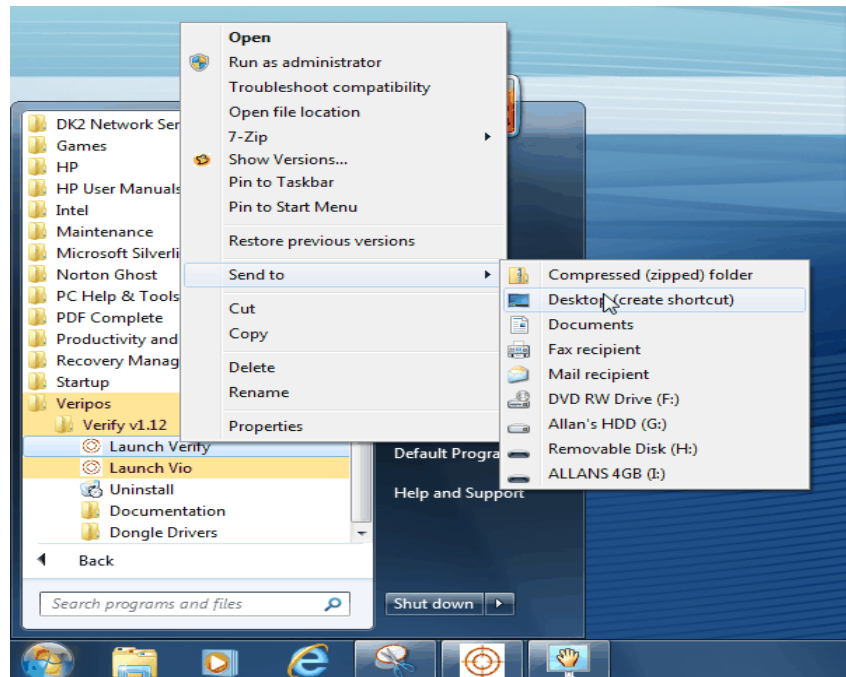 Open
Run as administrator
Troubleshoot compatibility
Open file location
7-Zip
Show Versions...
Pin to Taskbar
Pin to Start Menu
Restore previous versions
Send to
Cut
Copy
Delete
Rename
Properties
Compressed (zipped) folder
Desktop (create shortcut)
Documents
Fax recipient
Mail recipient
DVD RW Drive (F:)
Allan's HDD (G:)
Removable Disk (H:)
ALLANS 4GB (I:)
DK2 Network Ser
Games
HP
HP User Manuals
Intel
Maintenance
Microsoft Silverli
Norton Ghost
PC Help & Tools
PDF Complete
Productivity and
Recovery Manag
Startup
Veripos
Verify v1.12
Launch Verify
Launch Vio
Uninstall
Documentation
Dongle Drivers
Back
Search programs and files
Default Progra
Help and Support
Shut down